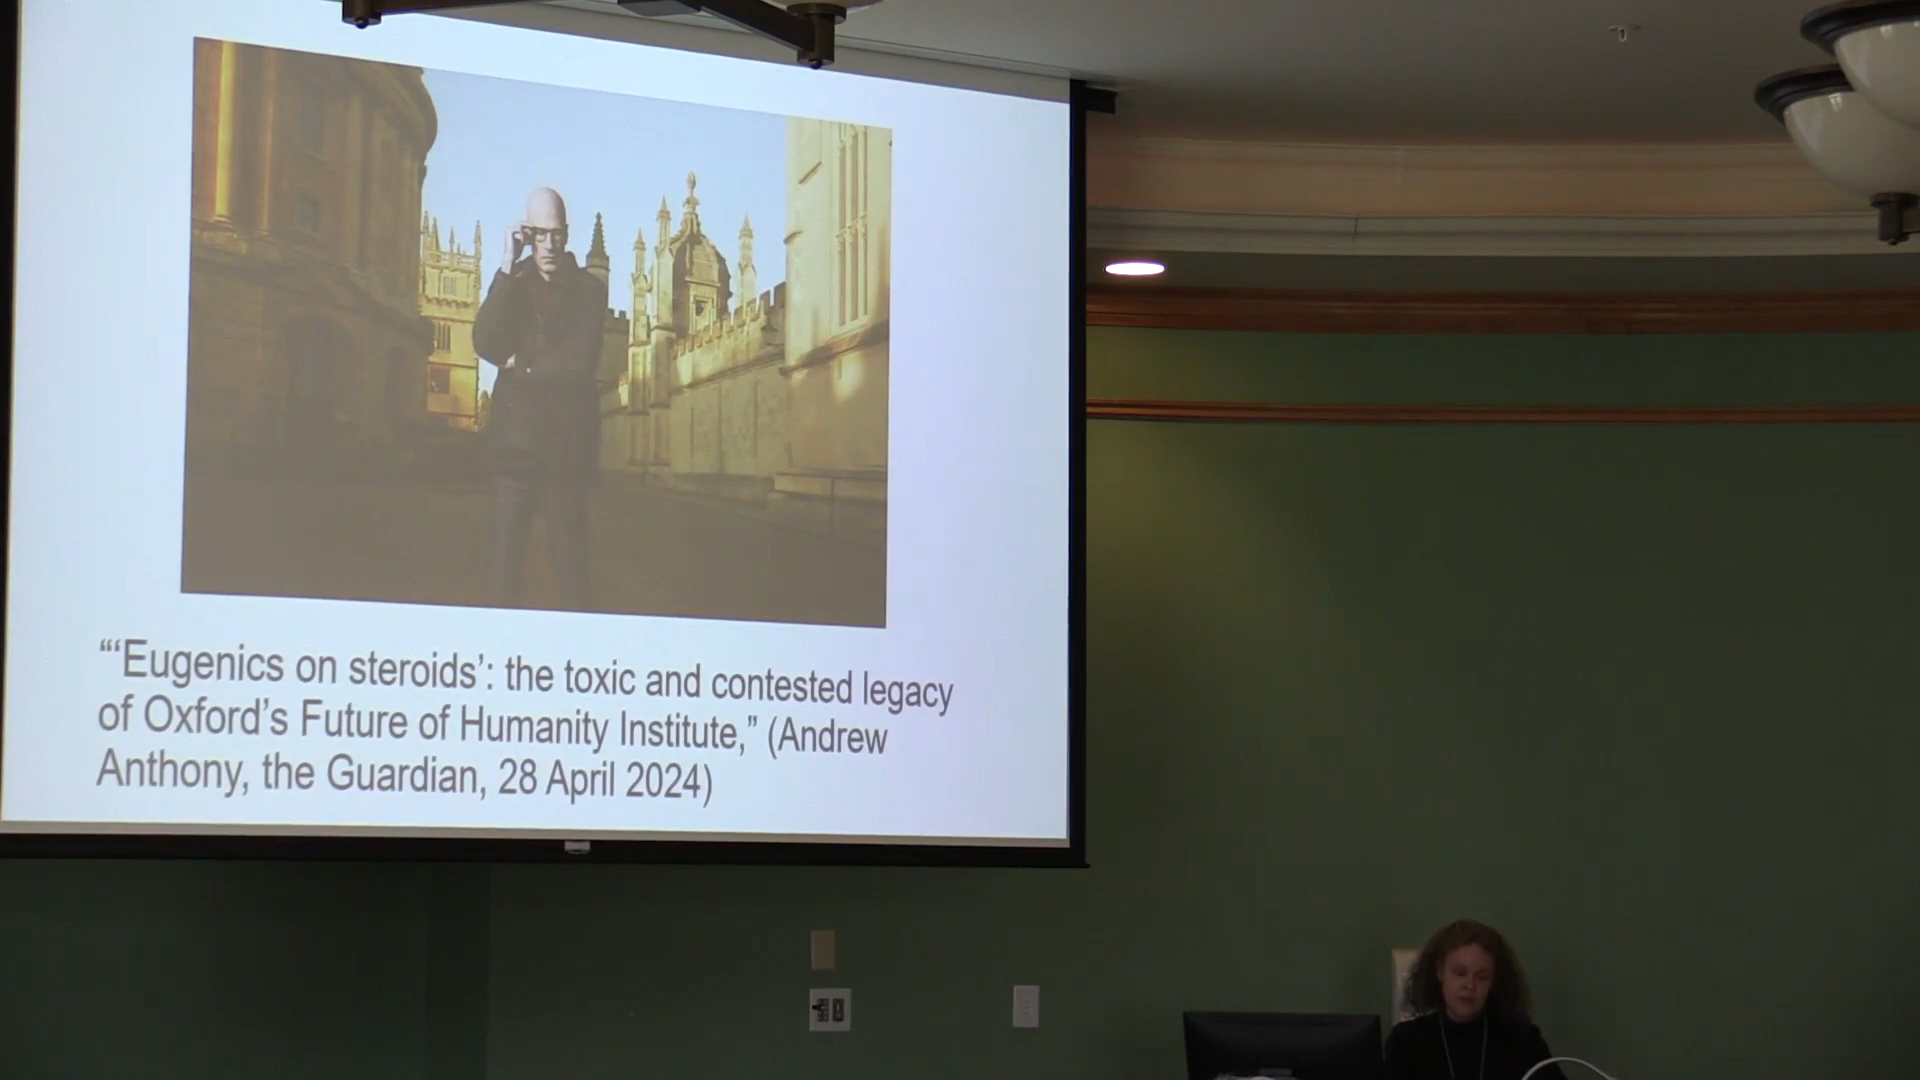 “‘Eugenics on steroids’: the toxic and contested legacy
of Oxford’s Future of Humanity Institute,” (Andrew
Anthony, the Guardian, 28 April 2024)